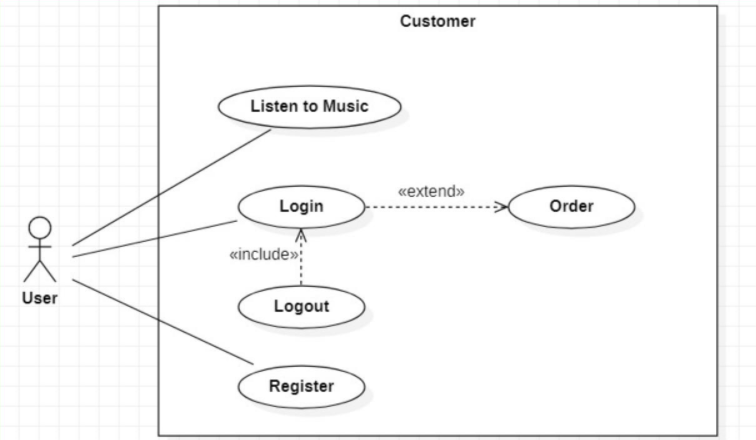 Customer
Listen to Music
«extend»
Login
Order
«include»
User
Logout
Register